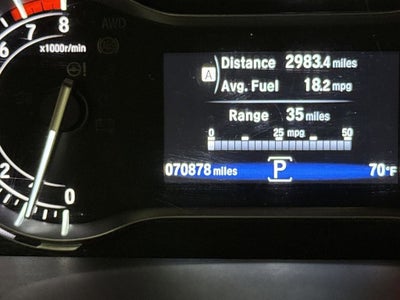 8
7
6
x1000r/min
AWD
2
0
A
Distance 2983.4 miles
Avg. Fuel 18.2 mpg
Range 35 miles
0 25 mpg 50
070878 miles P 70°F